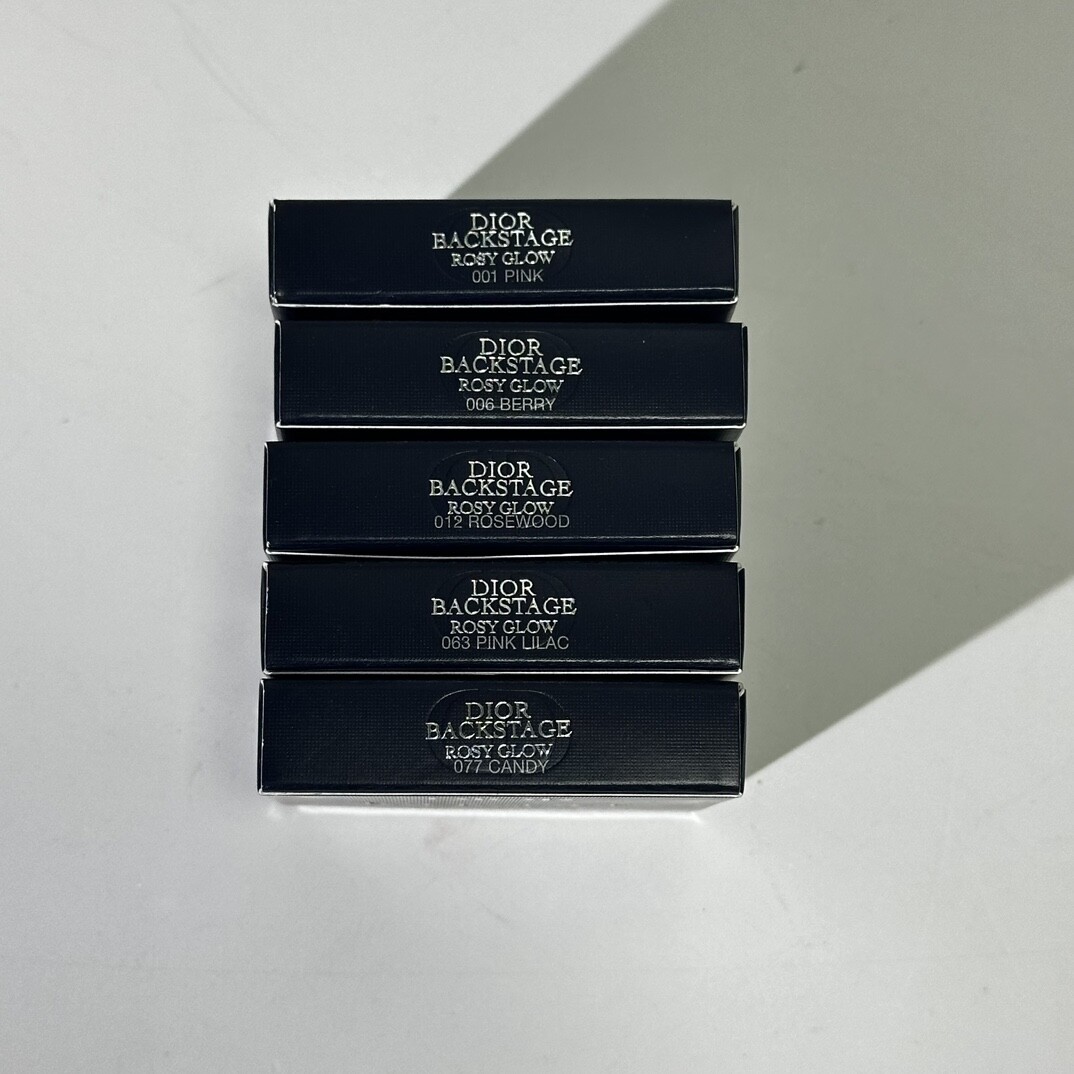 DIOR
BACKSTAGE
ROSY GLOW
001 PINK
DIOR
BACKSTAGE
ROSY GLOW
006 BERRY
DIOR
BACKSTAGE
ROSY GLOW
012 ROSEWOOD
DIOR
BACKSTAGE
ROSY GLOW
063 PINK LILAC
DIOR
BACKSTAGE
ROSY GLOW
077 CANDY